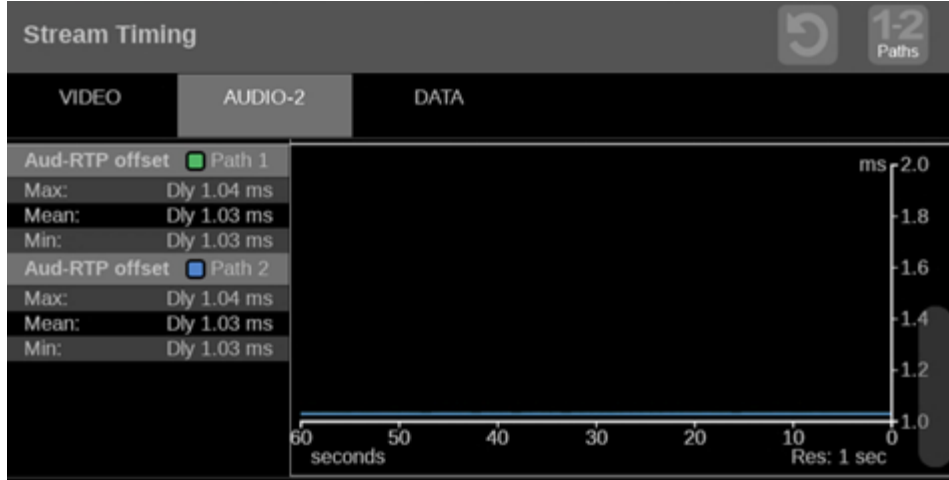 Stream Timing
1-2
Paths
VIDEO AUDIO-2 DATA
Aud-RTP offset Path 1
Max: Dly 1.04 ms
Mean: Dly 1.03 ms
Min: Dly 1.03 ms
Aud-RTP offset Path 2
Max: Dly 1.04 ms
Mean: Dly 1.03 ms
Min: Dly 1.03 ms
ms 2.0
1.8
1.6
1.4
1.2
1.0
60 50 40 30 20 10 0
seconds Res: 1 sec